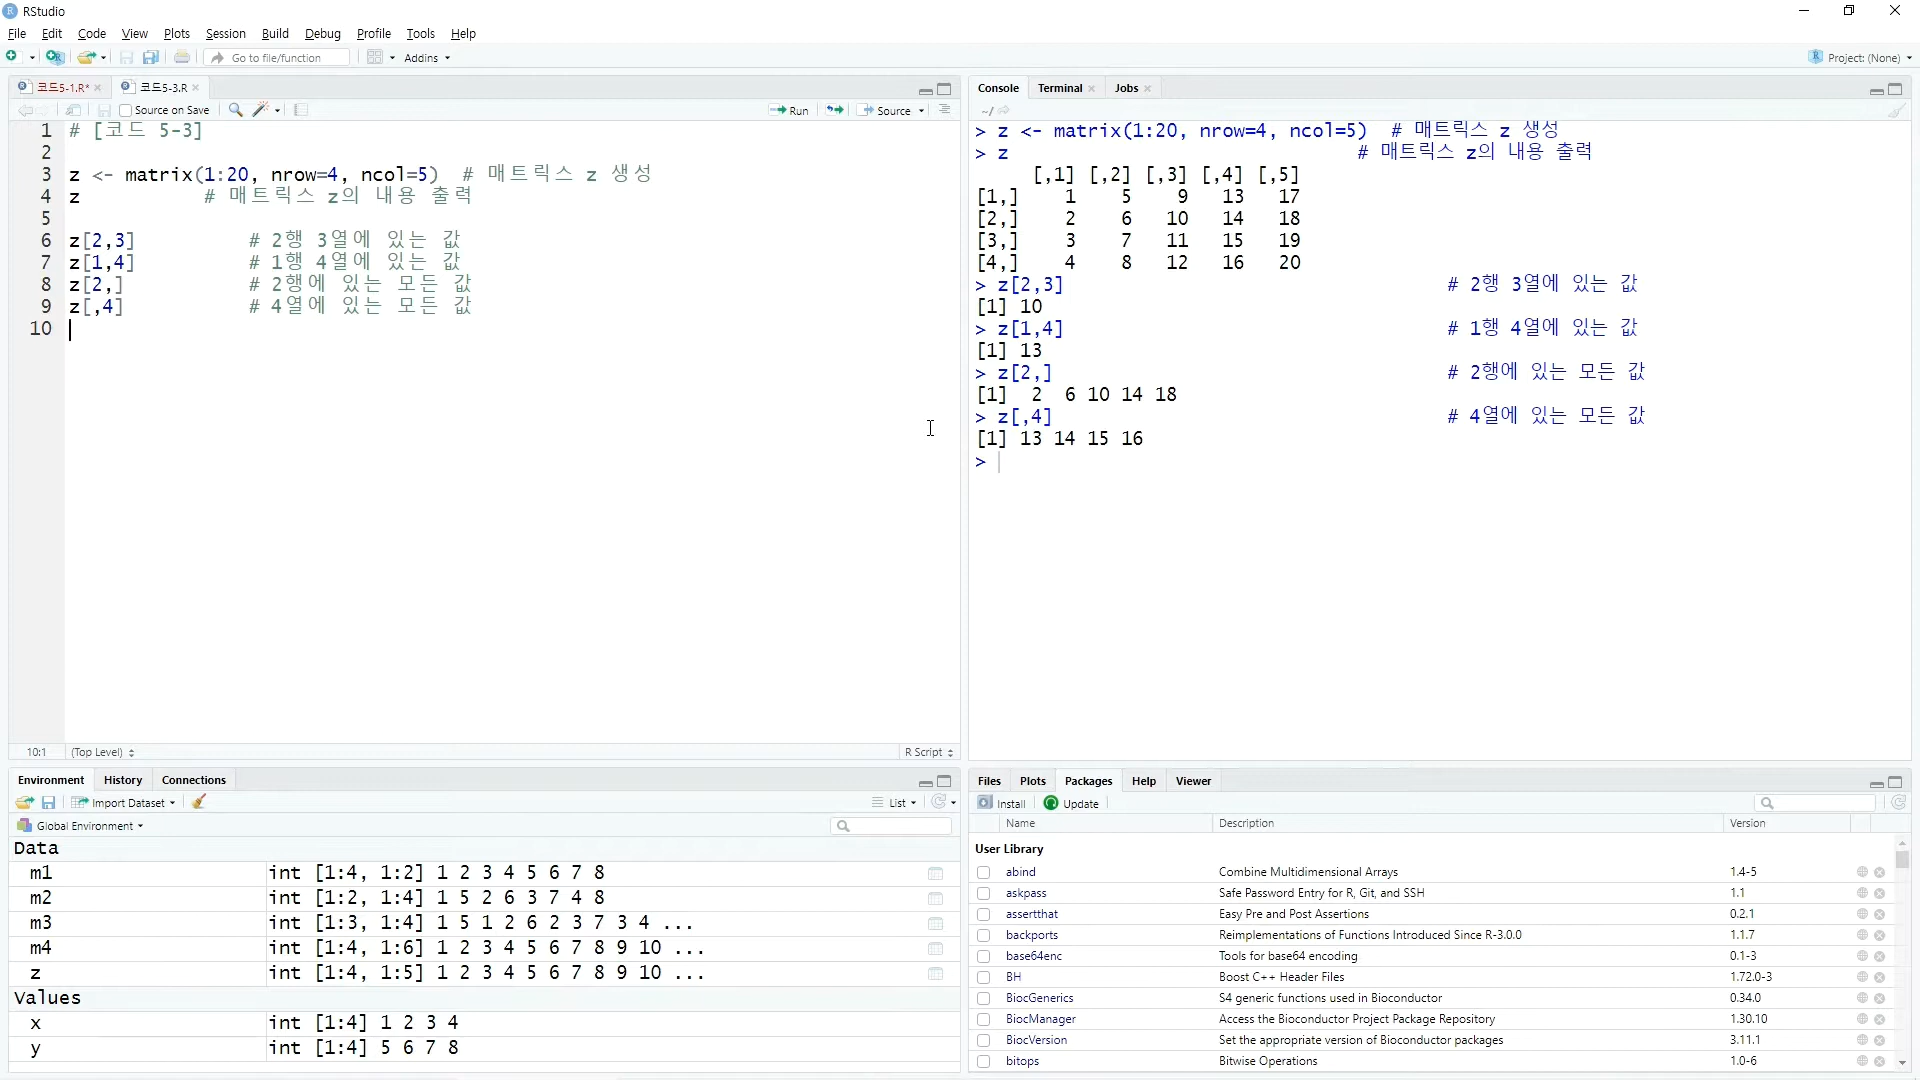 RStudio
File Edit Code View Plots Session Build Debug Profile Tools Help
Go to file/function Addins Project: (None)
코드5-1.R* 코드5-3.R
Source on Save Run Source
1 # [코드 5-3]
2
3 z <- matrix(1:20, nrow=4, ncol=5) # 매트릭스 z 생성
4 z # 매트릭스 z의 내용 출력
5
6 z[2,3] # 2행 3열에 있는 값
7 z[1,4] # 1행 4열에 있는 값
8 z[2,] # 2행에 있는 모든 값
9 z[,4] # 4열에 있는 모든 값
10
10:1 (Top Level) R Script
Console Terminal Jobs
~/
> z <- matrix(1:20, nrow=4, ncol=5) # 매트릭스 z 생성
> z # 매트릭스 z의 내용 출력
[,1] [,2] [,3] [,4] [,5]
[1,] 1 5 9 13 17
[2,] 2 6 10 14 18
[3,] 3 7 11 15 19
[4,] 4 8 12 16 20
> z[2,3] # 2행 3열에 있는 값
[1] 10
> z[1,4] # 1행 4열에 있는 값
[1] 13
> z[2,] # 2행에 있는 모든 값
[1] 2 6 10 14 18
> z[,4] # 4열에 있는 모든 값
[1] 13 14 15 16
>
Environment History Connections
Import Dataset List
Global Environment
Data
m1 int [1:4, 1:2] 1 2 3 4 5 6 7 8
m2 int [1:2, 1:4] 1 5 2 6 3 7 4 8
m3 int [1:3, 1:4] 1 5 1 2 6 2 3 7 3 4 ...
m4 int [1:4, 1:6] 1 2 3 4 5 6 7 8 9 10 ...
z int [1:4, 1:5] 1 2 3 4 5 6 7 8 9 10 ...
Values
x int [1:4] 1 2 3 4
y int [1:4] 5 6 7 8
Files Plots Packages Help Viewer
Install Update
Name Description Version
User Library
abind Combine Multidimensional Arrays 1.4-5
askpass Safe Password Entry for R, Git, and SSH 1.1
assertthat Easy Pre and Post Assertions 0.2.1
backports Reimplementations of Functions Introduced Since R-3.0.0 1.1.7
base64enc Tools for base64 encoding 0.1-3
BH Boost C++ Header Files 1.72.0-3
BiocGenerics S4 generic functions used in Bioconductor 0.34.0
BiocManager Access the Bioconductor Project Package Repository 1.30.10
BiocVersion Set the appropriate version of Bioconductor packages 3.11.1
bitops Bitwise Operations 1.0-6